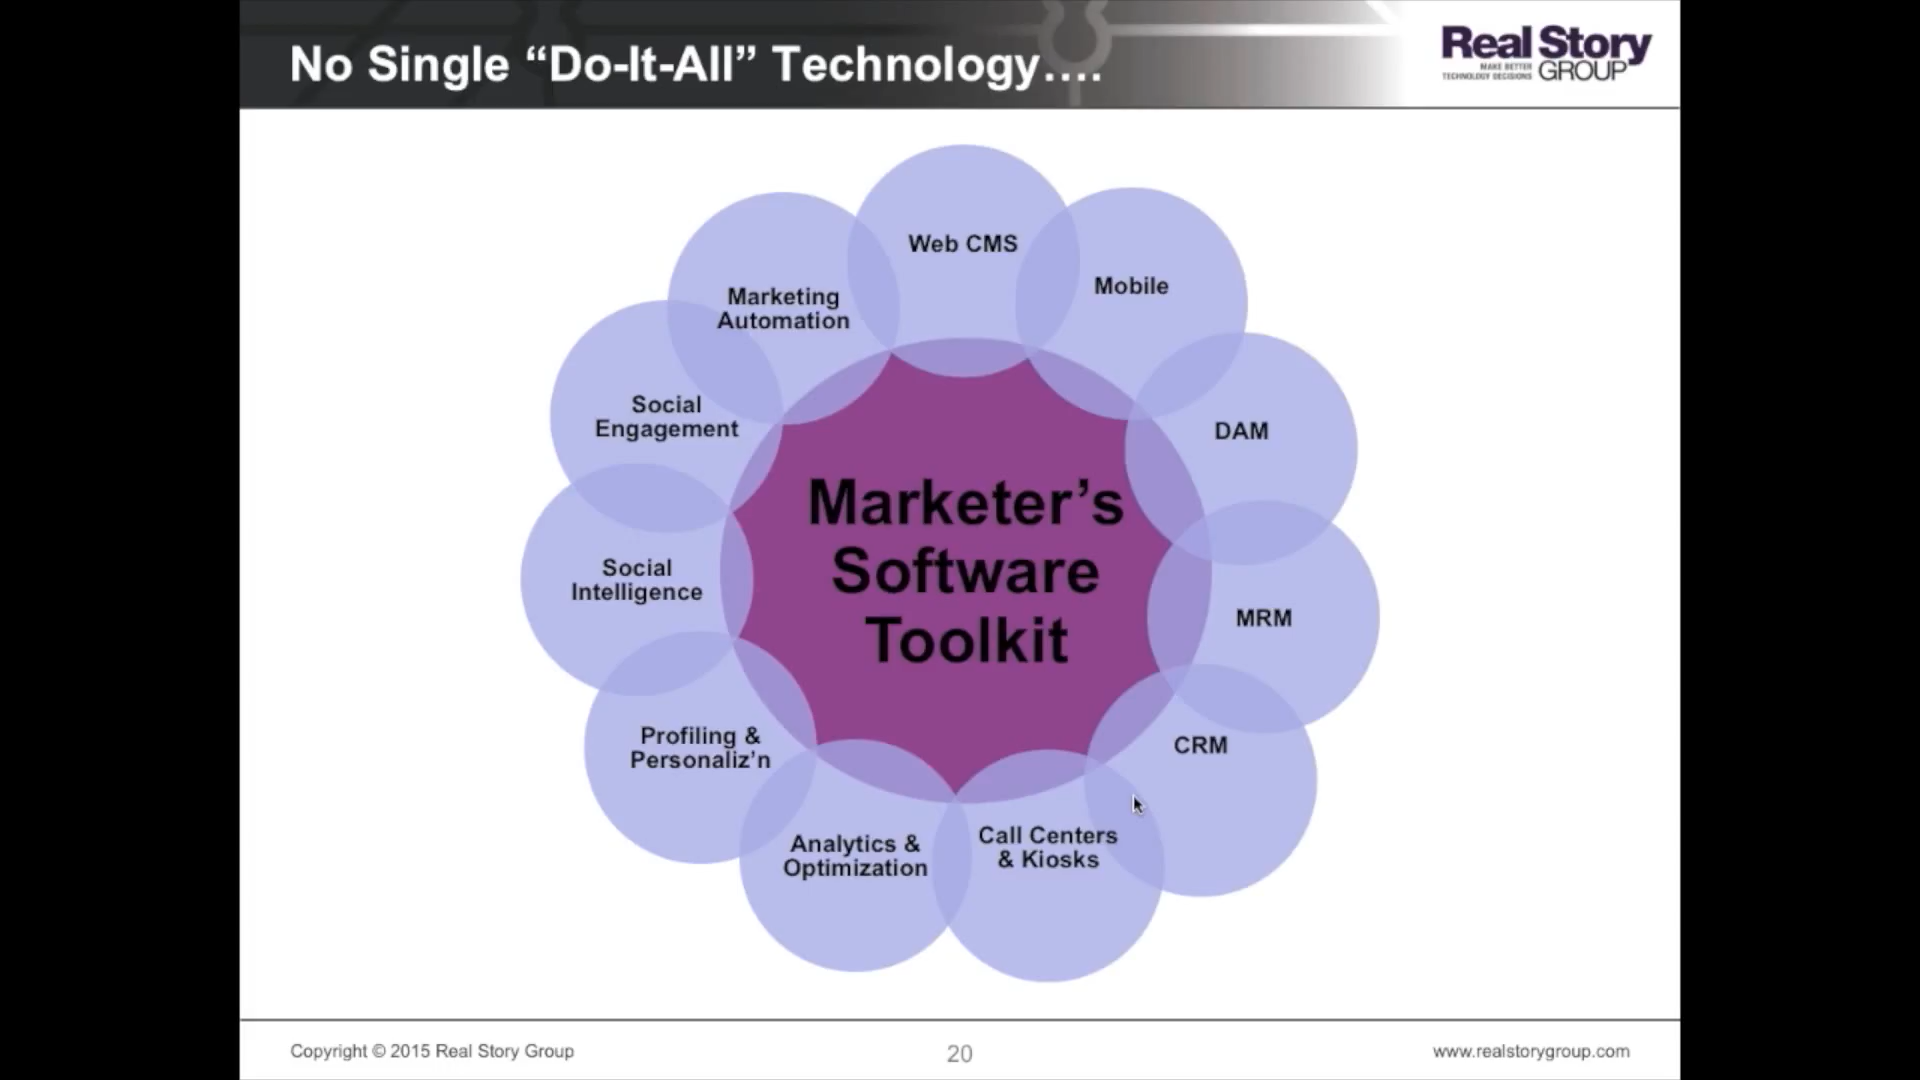 No Single “Do-It-All” Technology....
Real Story
MAKE BETTER
TECHNOLOGY DECISIONS
GROUP
Web CMS
Mobile
Marketing
Automation
DAM
Social
Engagement
Marketer’s
Software
Toolkit
Social
Intelligence
MRM
CRM
Profiling &
Personaliz’n
Analytics &
Optimization
Call Centers
& Kiosks
Copyright © 2015 Real Story Group
20
www.realstorygroup.com